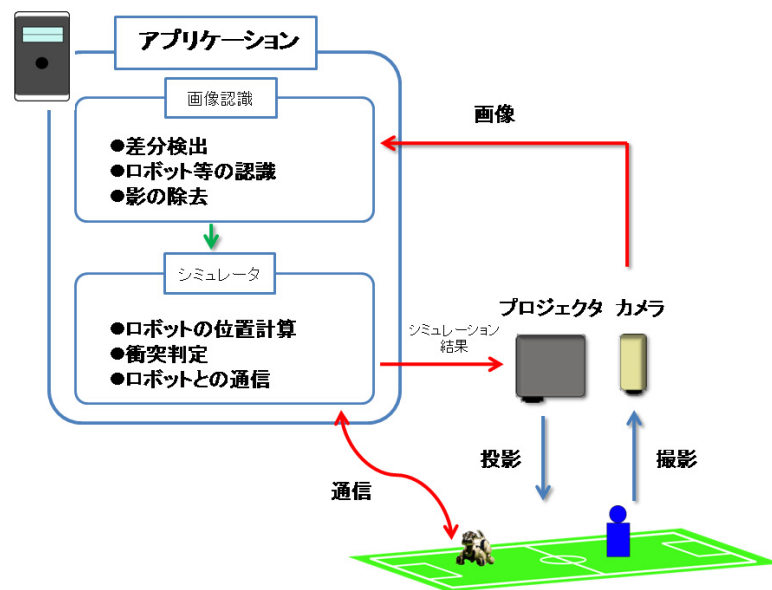 アプリケーション
画像認識
●差分検出
●ロボット等の認識
●影の除去
シミュレータ
●ロボットの位置計算
●衝突判定
●ロボットとの通信
画像
シミュレーション
結果
プロジェクタ カメラ
投影
撮影
通信